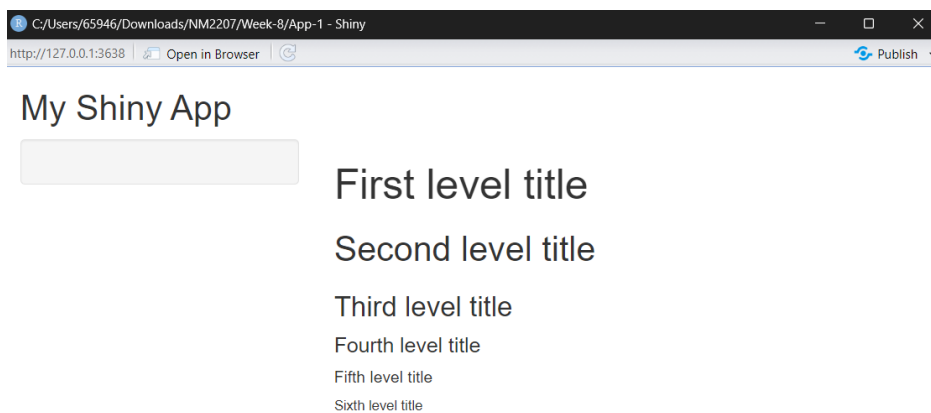 C:/Users/65946/Downloads/NM2207/Week-8/App-1 - Shiny
http://127.0.0.1:3638 Open in Browser Publish
My Shiny App
First level title
Second level title
Third level title
Fourth level title
Fifth level title
Sixth level title